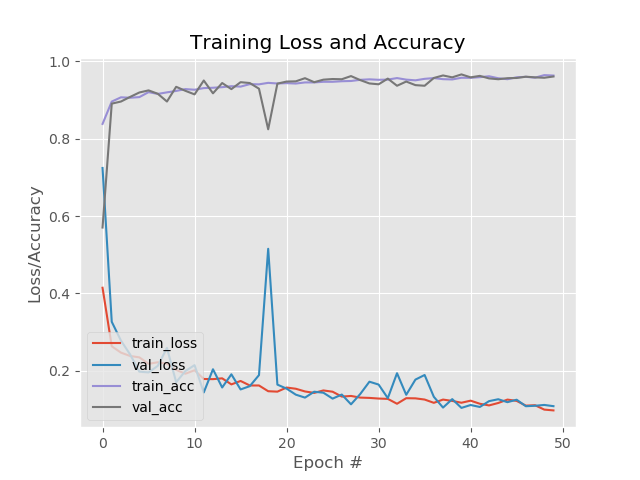 Training Loss and Accuracy
1.0
0.8
0.6
0.4
0.2
Loss/Accuracy
train_loss
val_loss
train_acc
val_acc
0 10 20 30 40 50
Epoch #